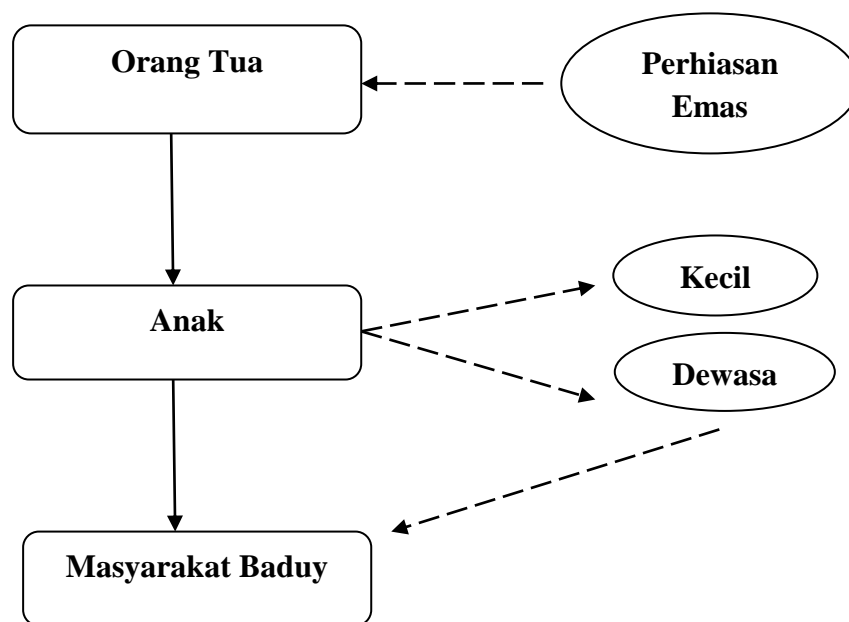 Orang Tua
Perhiasan
Emas
Kecil
Anak
Dewasa
Masyarakat Baduy